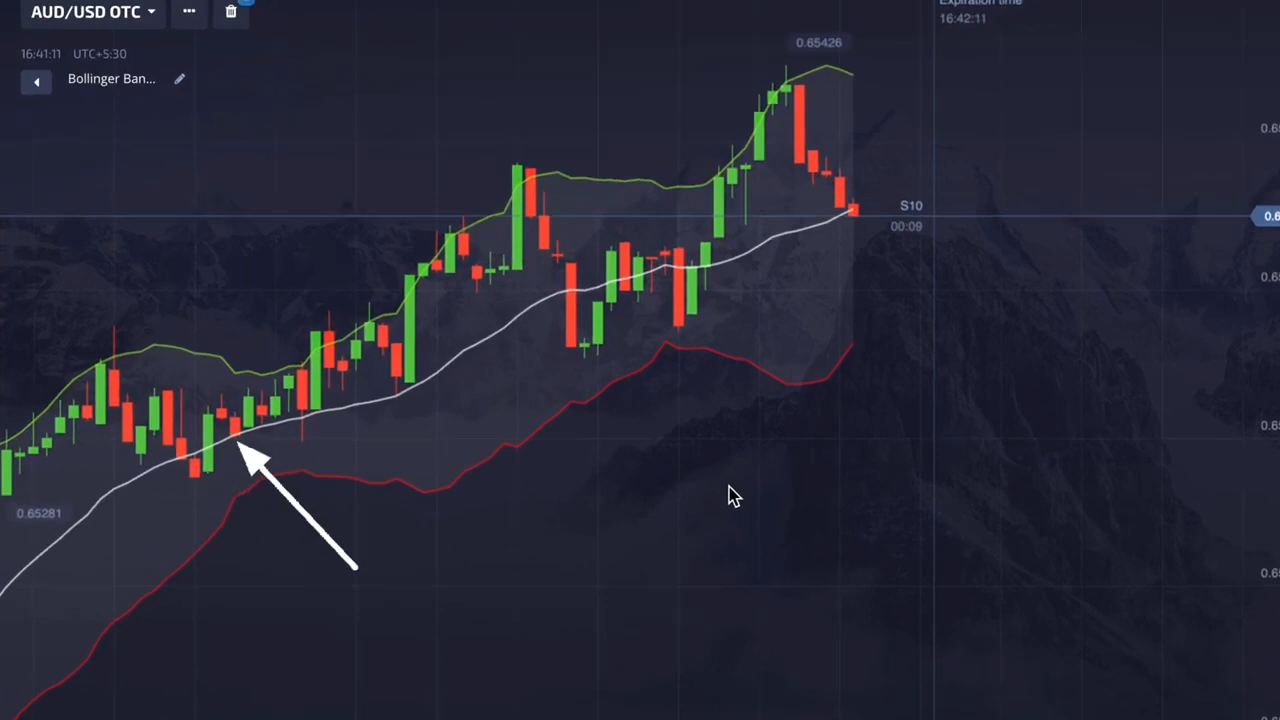 AUD/USD OTC
Expiration time
16:42:11
16:41:11 UTC+5:30
Bollinger Ban...
0.65426
S10
00:09
0.65281